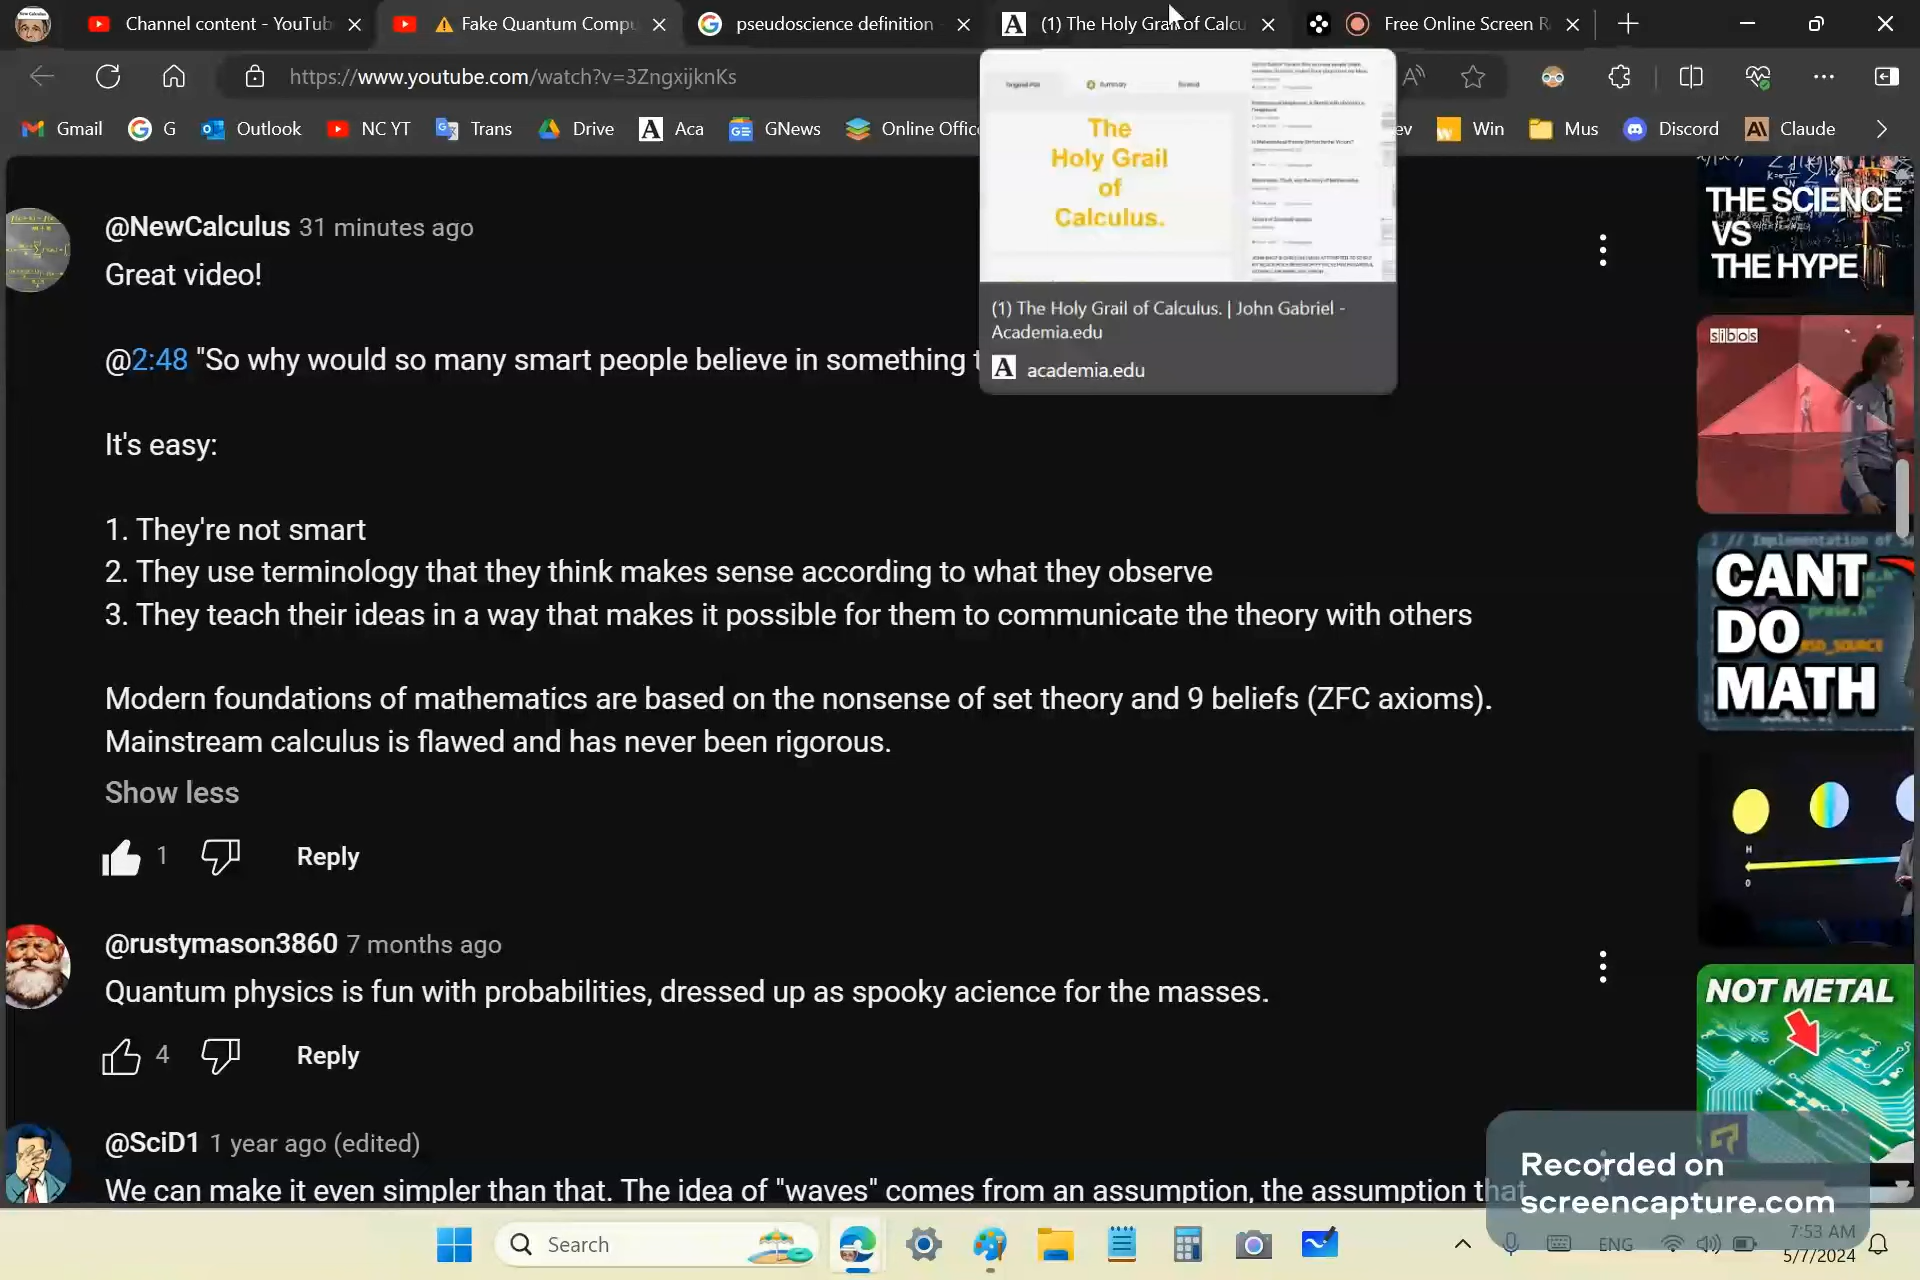 Channel content - YouTub
Fake Quantum Compu
pseudoscience definition
(1) The Holy Grail of Calcu
Free Online Screen R
https://www.youtube.com/watch?v=3ZngxijknKs
Gmail
G
Outlook
NC YT
Trans
Drive
Aca
GNews
Online Offic
ev
Win
Mus
Discord
Claude
Original PDF
Summary
Related
The
Holy Grail
of
Calculus.
(1) The Holy Grail of Calculus. | John Gabriel -
Academia.edu
academia.edu
@NewCalculus 31 minutes ago
Great video!
@2:48 "So why would so many smart people believe in something
It's easy:
1. They're not smart
2. They use terminology that they think makes sense according to what they observe
3. They teach their ideas in a way that makes it possible for them to communicate the theory with others
Modern foundations of mathematics are based on the nonsense of set theory and 9 beliefs (ZFC axioms).
Mainstream calculus is flawed and has never been rigorous.
Show less
1
Reply
@rustymason3860 7 months ago
Quantum physics is fun with probabilities, dressed up as spooky acience for the masses.
4
Reply
@SciD1 1 year ago (edited)
We can make it even simpler than that. The idea of "waves" comes from an assumption, the assumption that
THE SCIENCE
VS
THE HYPE
sibos
CANT
DO
MATH
H
0
NOT METAL
Recorded on
screencapture.com
Search
ENG
7:53 AM
5/7/2024